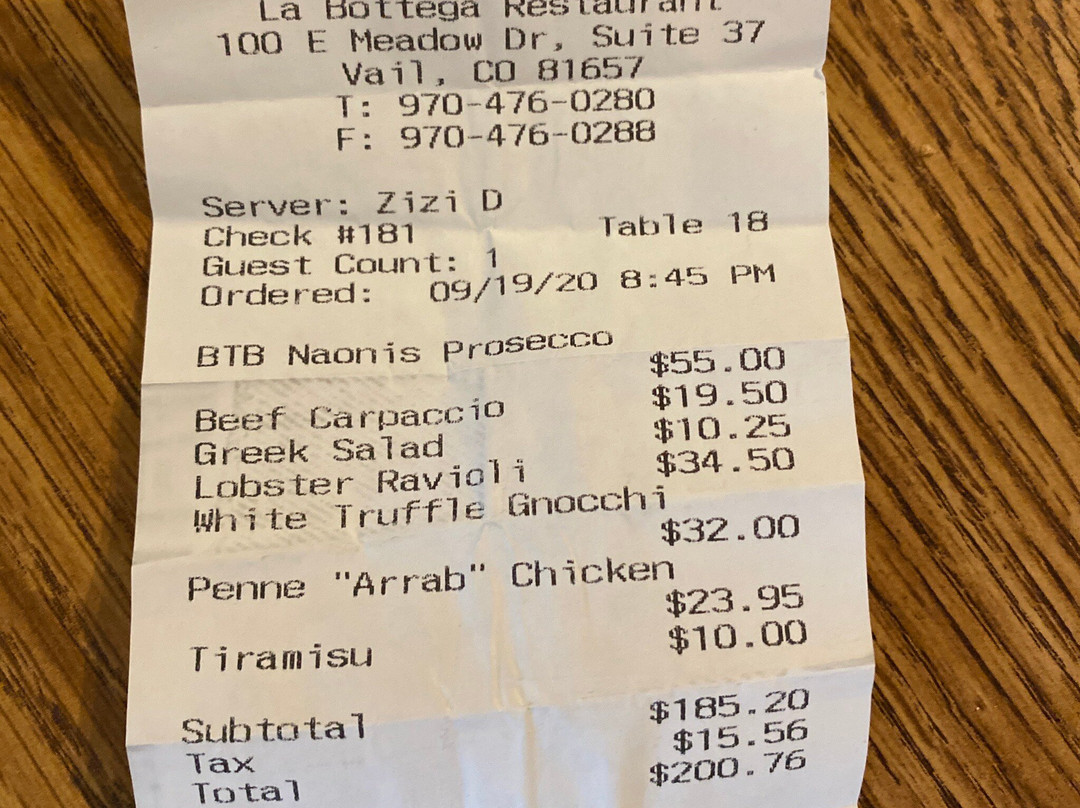 La Bottega Restaurant
100 E Meadow Dr, Suite 37
Vail, CO 81657
T: 970-476-0280
F: 970-476-0288
Server: Zizi D
Check #181 Table 18
Guest Count: 1
Ordered: 09/19/20 8:45 PM
BTB Naonis Prosecco
$55.00
Beef Carpaccio $19.50
Greek Salad $10.25
Lobster Ravioli $34.50
White Truffle Gnocchi
$32.00
Penne "Arrab" Chicken
$23.95
Tiramisu $10.00
Subtotal $185.20
Tax $15.56
Total $200.76